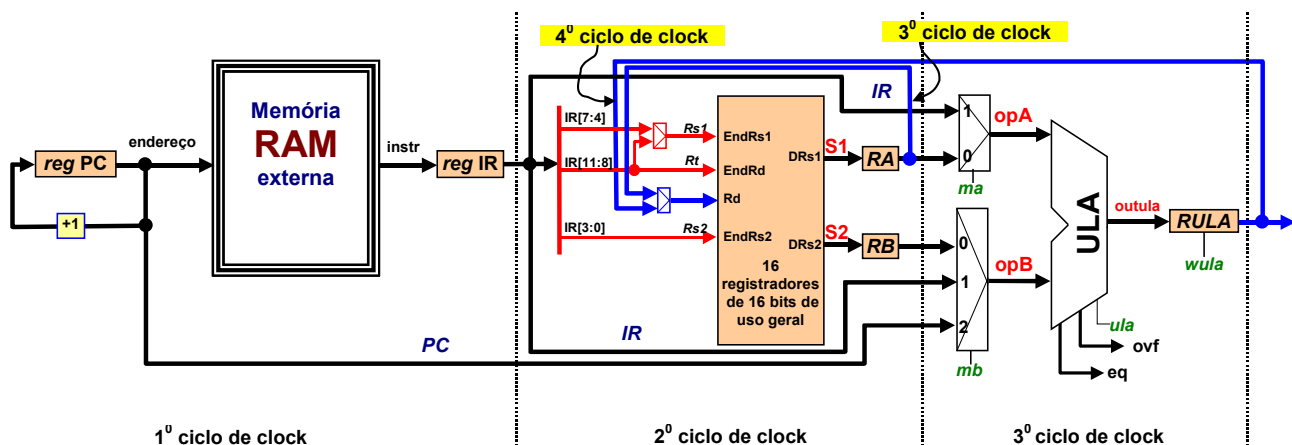 4⁰ ciclo de clock
3⁰ ciclo de clock
Memória
RAM
externa
endereço
reg PC
+1
instr
reg IR
IR[7:4]
IR[11:8]
IR[3:0]
Rs1
Rt
Rs2
EndRs1
EndRd
Rd
EndRs2
DRs1
DRs2
16
registradores
de 16 bits de
uso geral
S1
RA
S2
RB
IR
1
0
ma
opA
0
1
2
mb
opB
ULA
ula
ovf
eq
outula
RULA
wula
PC
IR
1⁰ ciclo de clock
2⁰ ciclo de clock
3⁰ ciclo de clock